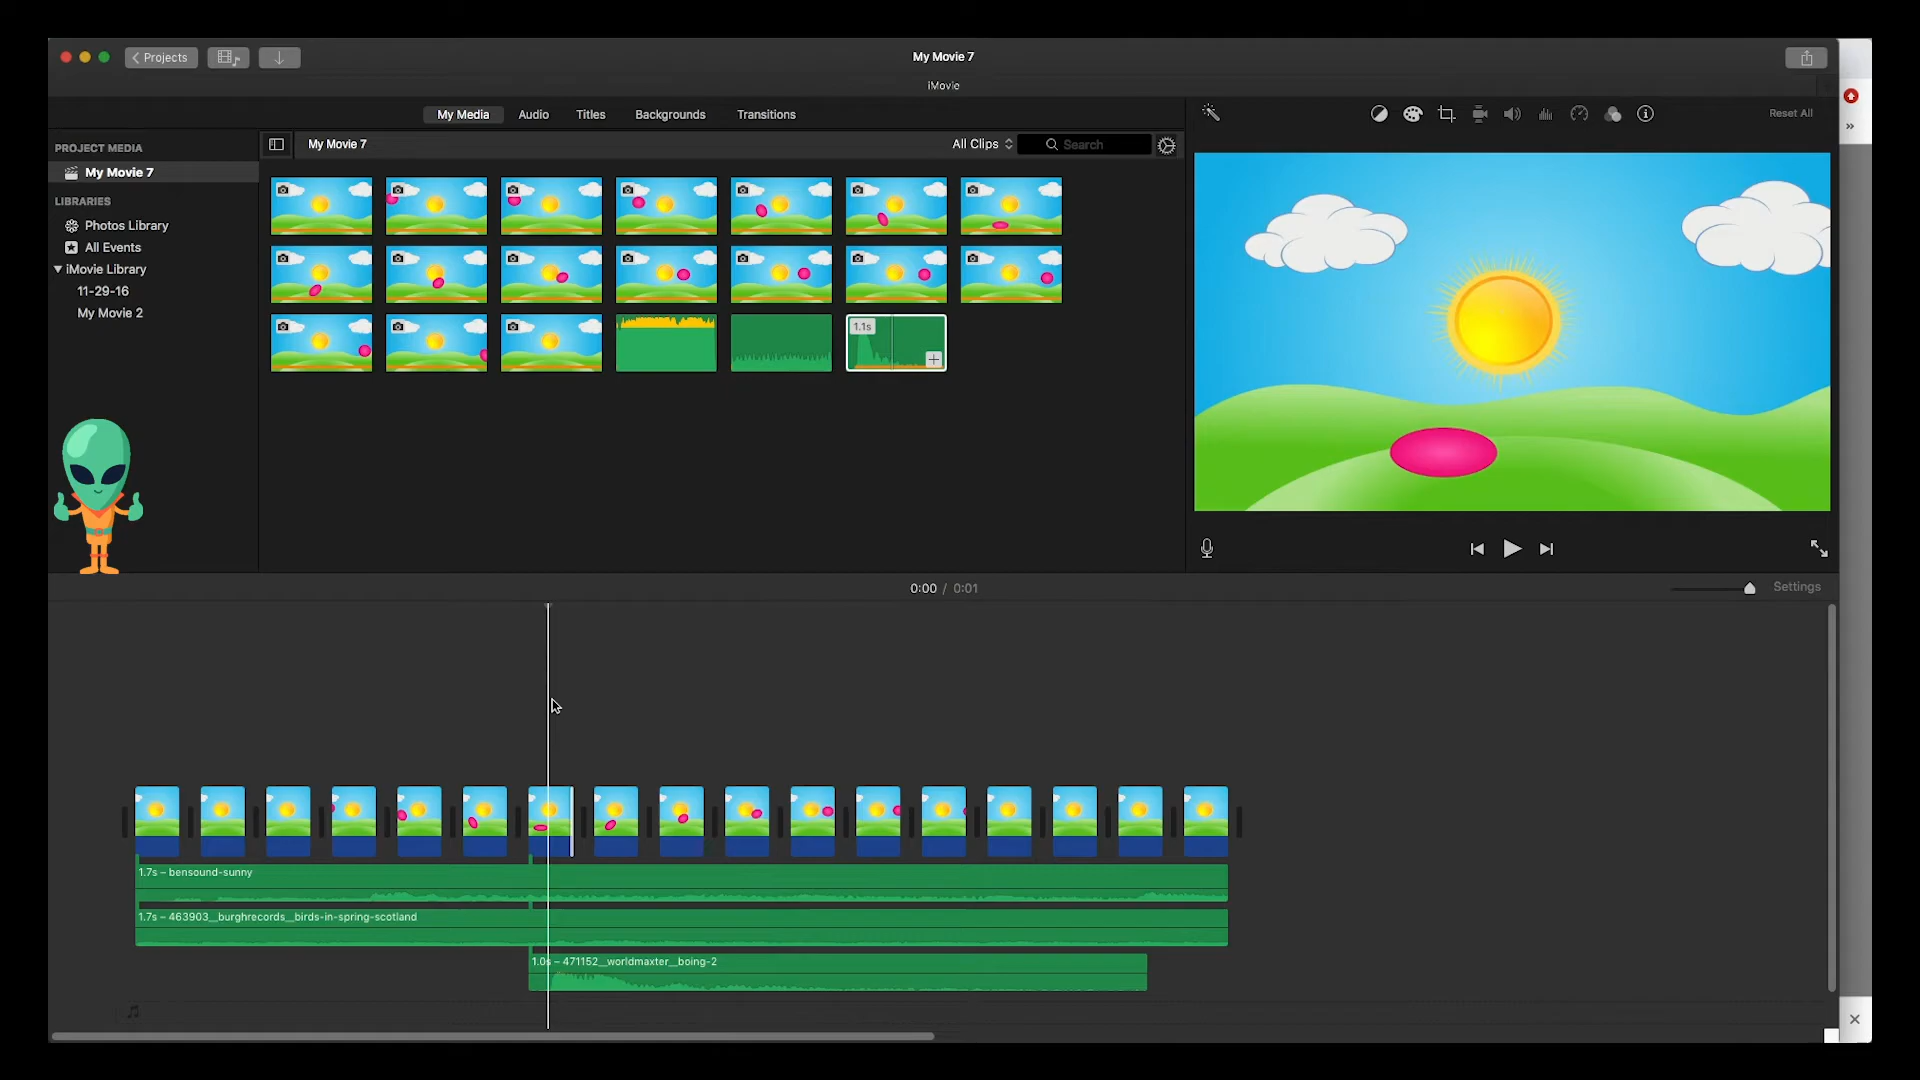 Projects
My Movie 7
iMovie
My Media
Audio
Titles
Backgrounds
Transitions
Reset All
PROJECT MEDIA
My Movie 7
My Movie 7
All Clips
Search
LIBRARIES
Photos Library
All Events
iMovie Library
11-29-16
My Movie 2
1.1s
0:00 / 0:01
Settings
1.7s – bensound-sunny
1.7s – 463903__burghrecords__birds-in-spring-scotland
1.0s – 471152__worldmaxter__boing-2